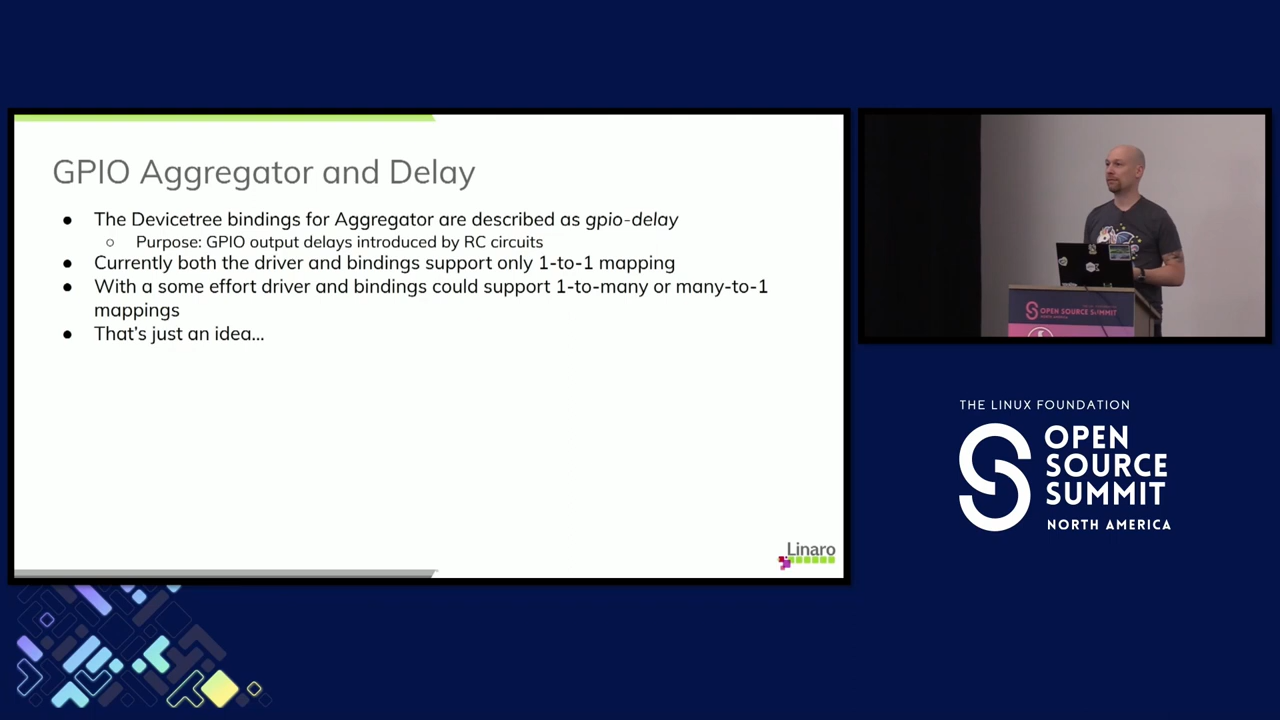 GPIO Aggregator and Delay
● The Devicetree bindings for Aggregator are described as gpio-delay
○ Purpose: GPIO output delays introduced by RC circuits
● Currently both the driver and bindings support only 1-to-1 mapping
● With a some effort driver and bindings could support 1-to-many or many-to-1
mappings
● That's just an idea...
Linaro
OPEN SOURCE SUMMIT
THE LINUX FOUNDATION
OPEN
SOURCE
SUMMIT
NORTH AMERICA